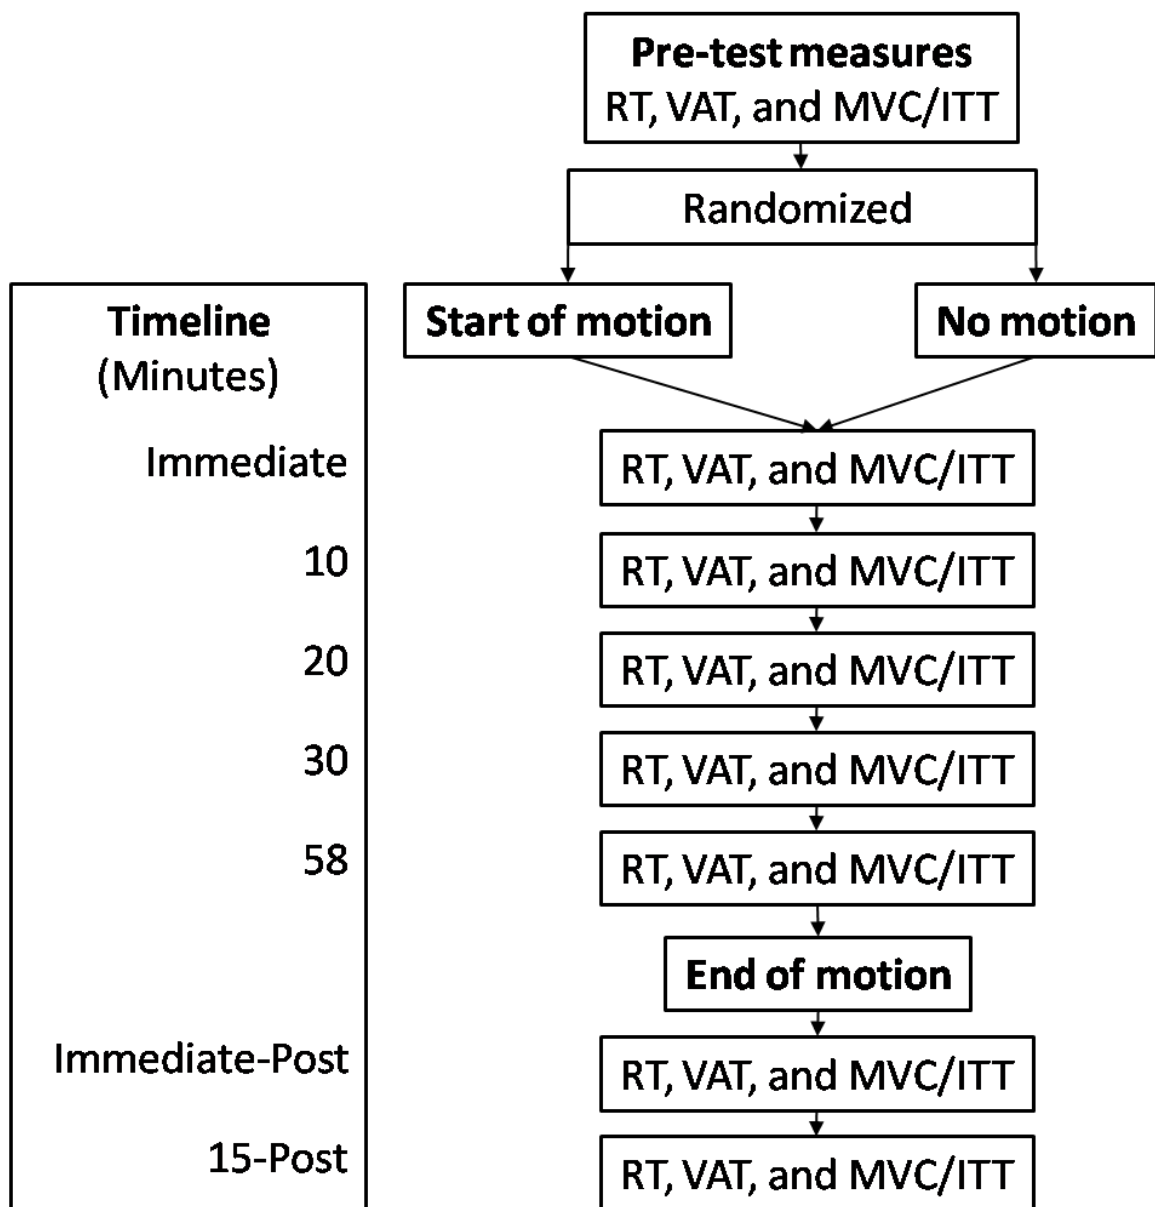 Pre-test measures
RT, VAT, and MVC/ITT
Randomized
Start of motion
No motion
Timeline
(Minutes)
Immediate
RT, VAT, and MVC/ITT
10
RT, VAT, and MVC/ITT
20
RT, VAT, and MVC/ITT
30
RT, VAT, and MVC/ITT
58
RT, VAT, and MVC/ITT
End of motion
Immediate-Post
RT, VAT, and MVC/ITT
15-Post
RT, VAT, and MVC/ITT